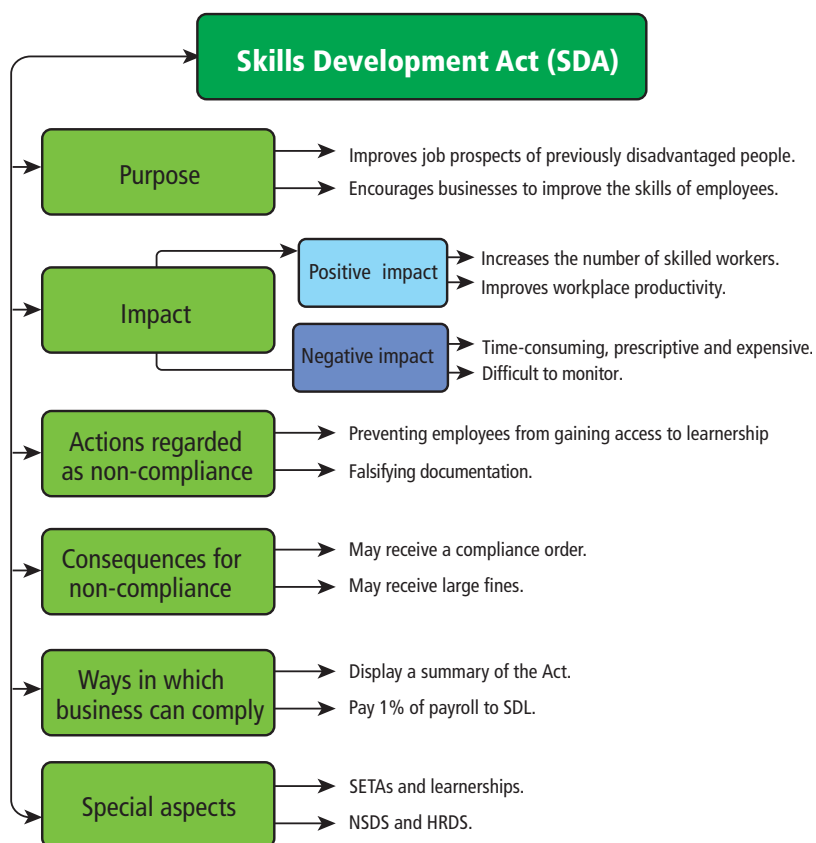 Skills Development Act (SDA)
Purpose
Improves job prospects of previously disadvantaged people.
Encourages businesses to improve the skills of employees.
Impact
Positive impact
Increases the number of skilled workers.
Improves workplace productivity.
Negative impact
Time-consuming, prescriptive and expensive.
Difficult to monitor.
Actions regarded
as non-compliance
Preventing employees from gaining access to learnership
Falsifying documentation.
Consequences for
non-compliance
May receive a compliance order.
May receive large fines.
Ways in which
business can comply
Display a summary of the Act.
Pay 1% of payroll to SDL.
Special aspects
SETAs and learnerships.
NSDS and HRDS.